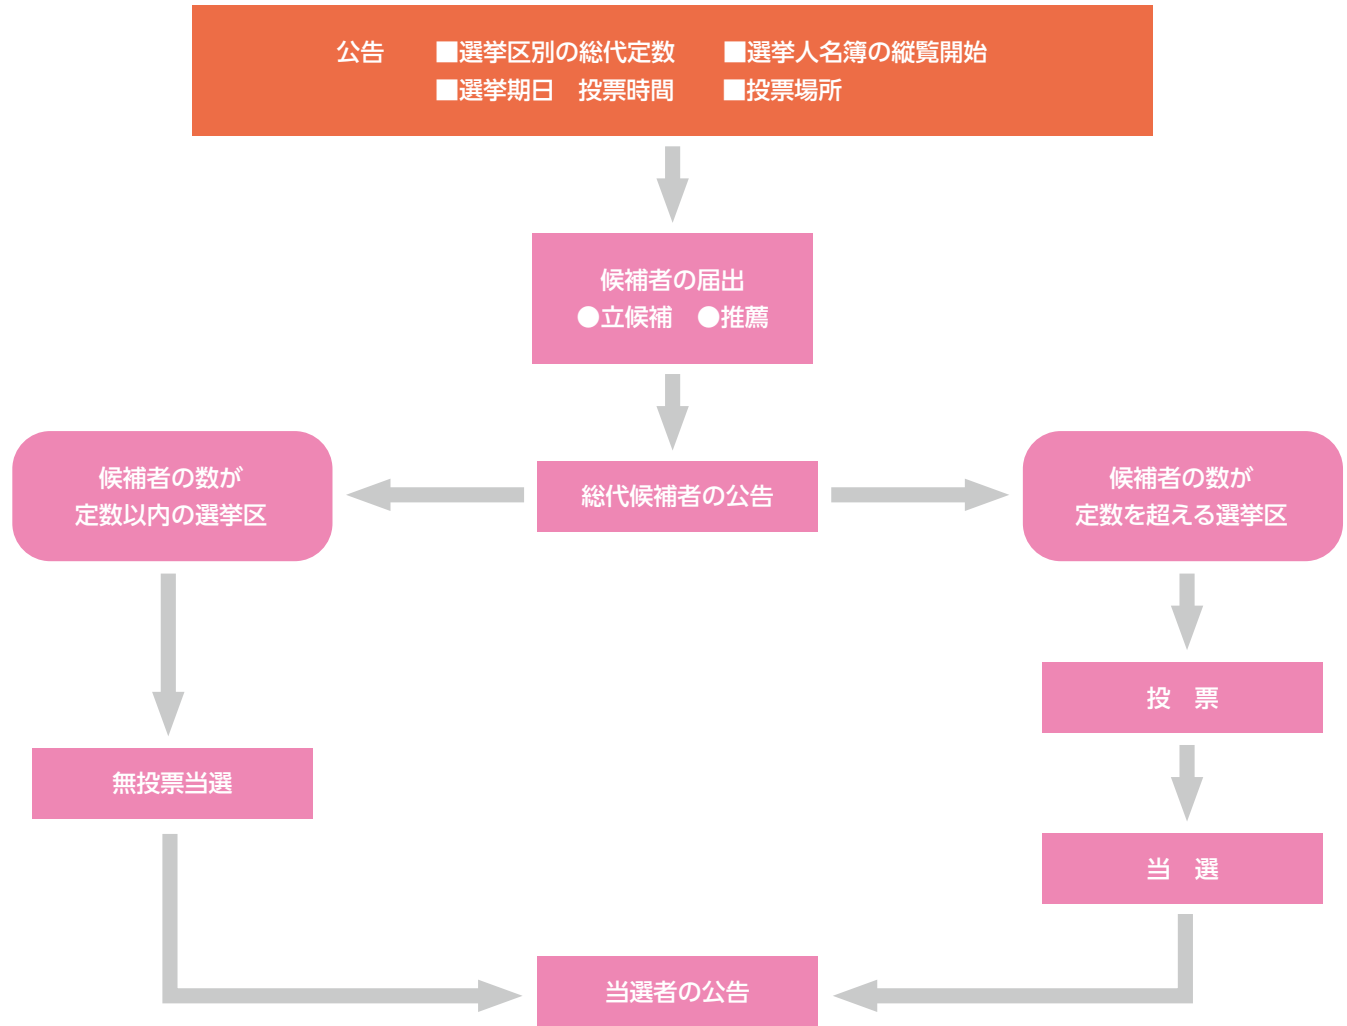 公告　■選挙区別の総代定数　■選挙人名簿の縦覧開始
■選挙期日　投票時間　■投票場所
候補者の届出
●立候補　●推薦
総代候補者の公告
候補者の数が
定数以内の選挙区
候補者の数が
定数を超える選挙区
投　票
無投票当選
当　選
当選者の公告